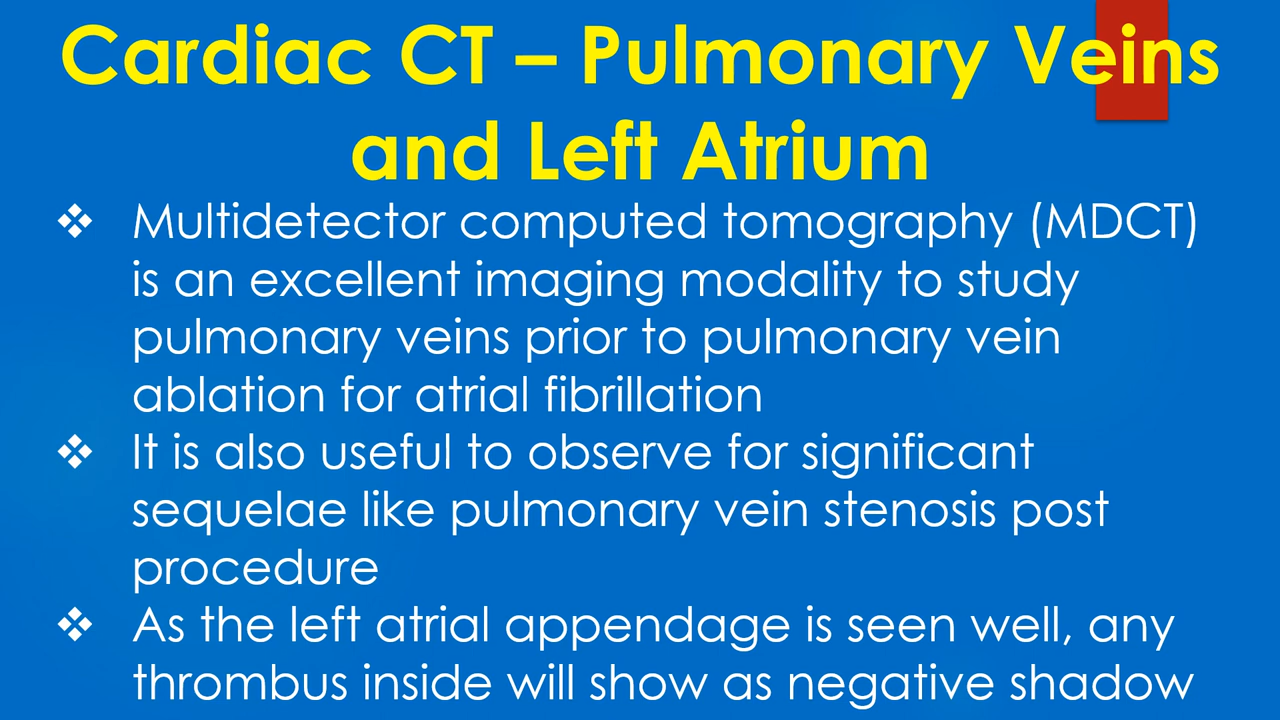 Cardiac CT – Pulmonary Veins
and Left Atrium
❖ Multidetector computed tomography (MDCT)
is an excellent imaging modality to study
pulmonary veins prior to pulmonary vein
ablation for atrial fibrillation
❖ It is also useful to observe for significant
sequelae like pulmonary vein stenosis post
procedure
❖ As the left atrial appendage is seen well, any
thrombus inside will show as negative shadow